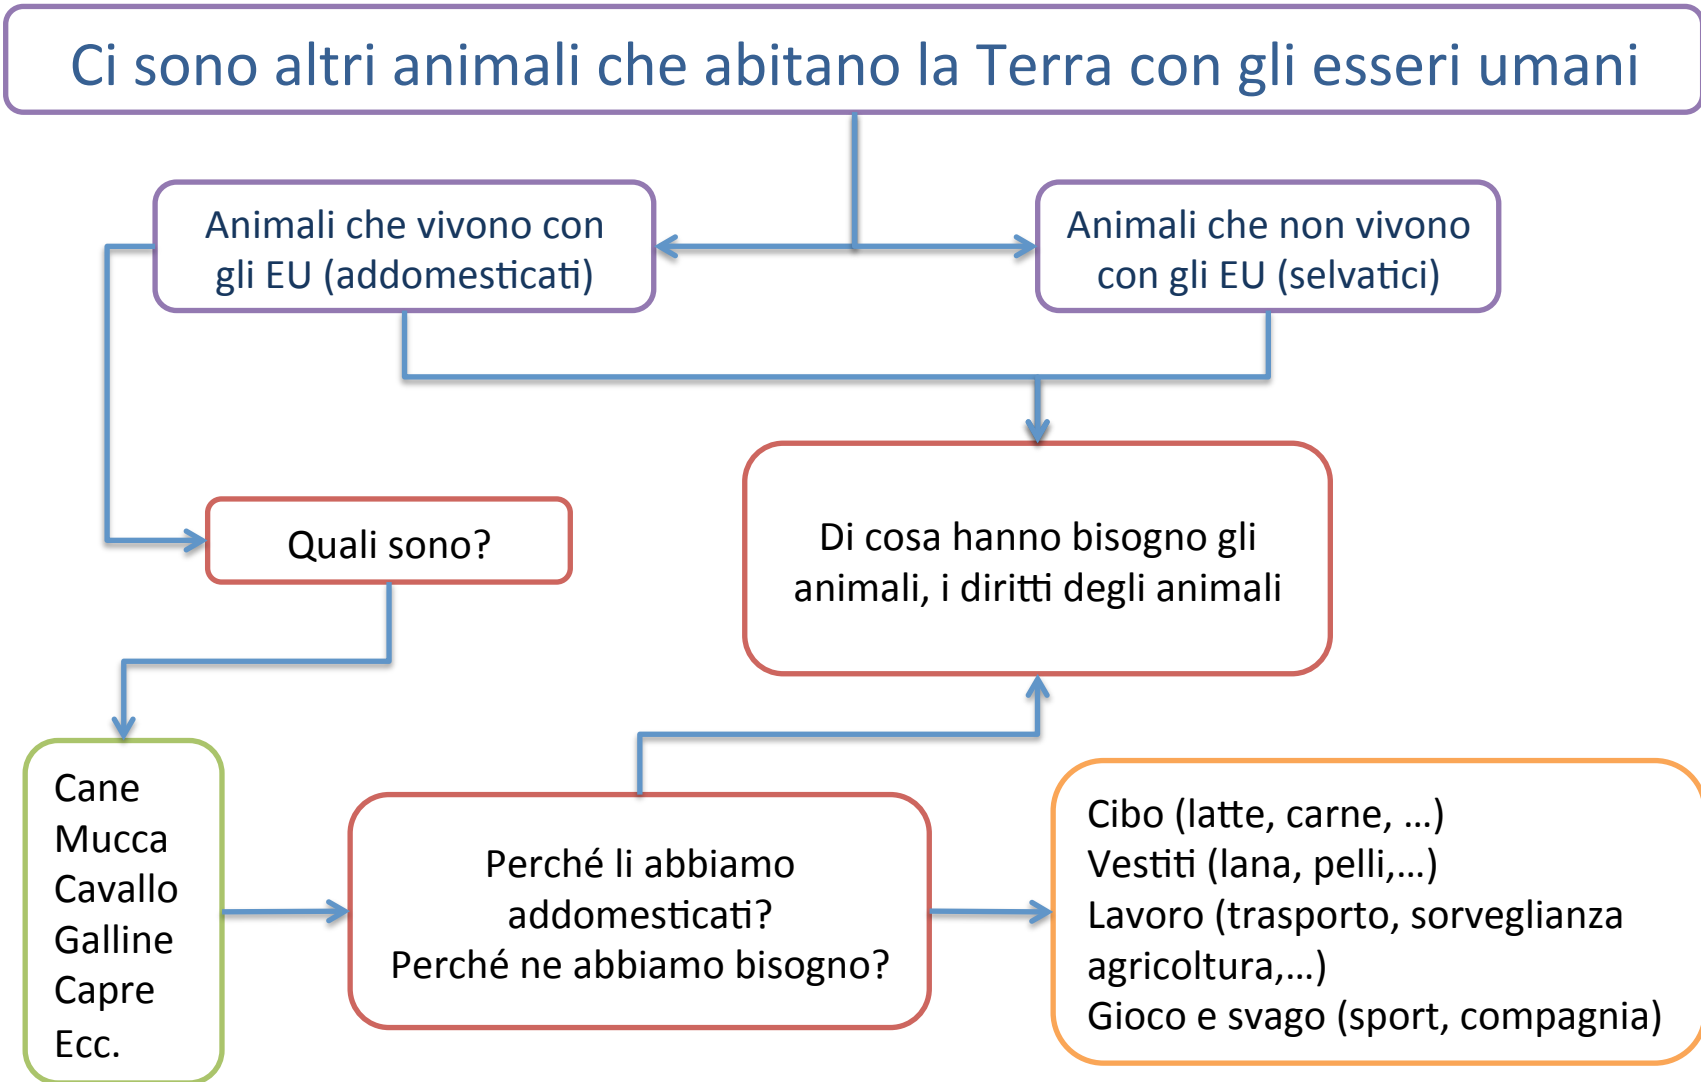 Ci sono altri animali che abitano la Terra con gli esseri umani
Animali che vivono con
gli EU (addomesticati)
Animali che non vivono
con gli EU (selvatici)
Quali sono?
Di cosa hanno bisogno gli
animali, i diritti degli animali
Cane
Mucca
Cavallo
Galline
Capre
Ecc.
Perché li abbiamo
addomesticati?
Perché ne abbiamo bisogno?
Cibo (latte, carne, ...)
Vestiti (lana, pelli,...)
Lavoro (trasporto, sorveglianza
agricoltura,...)
Gioco e svago (sport, compagnia)